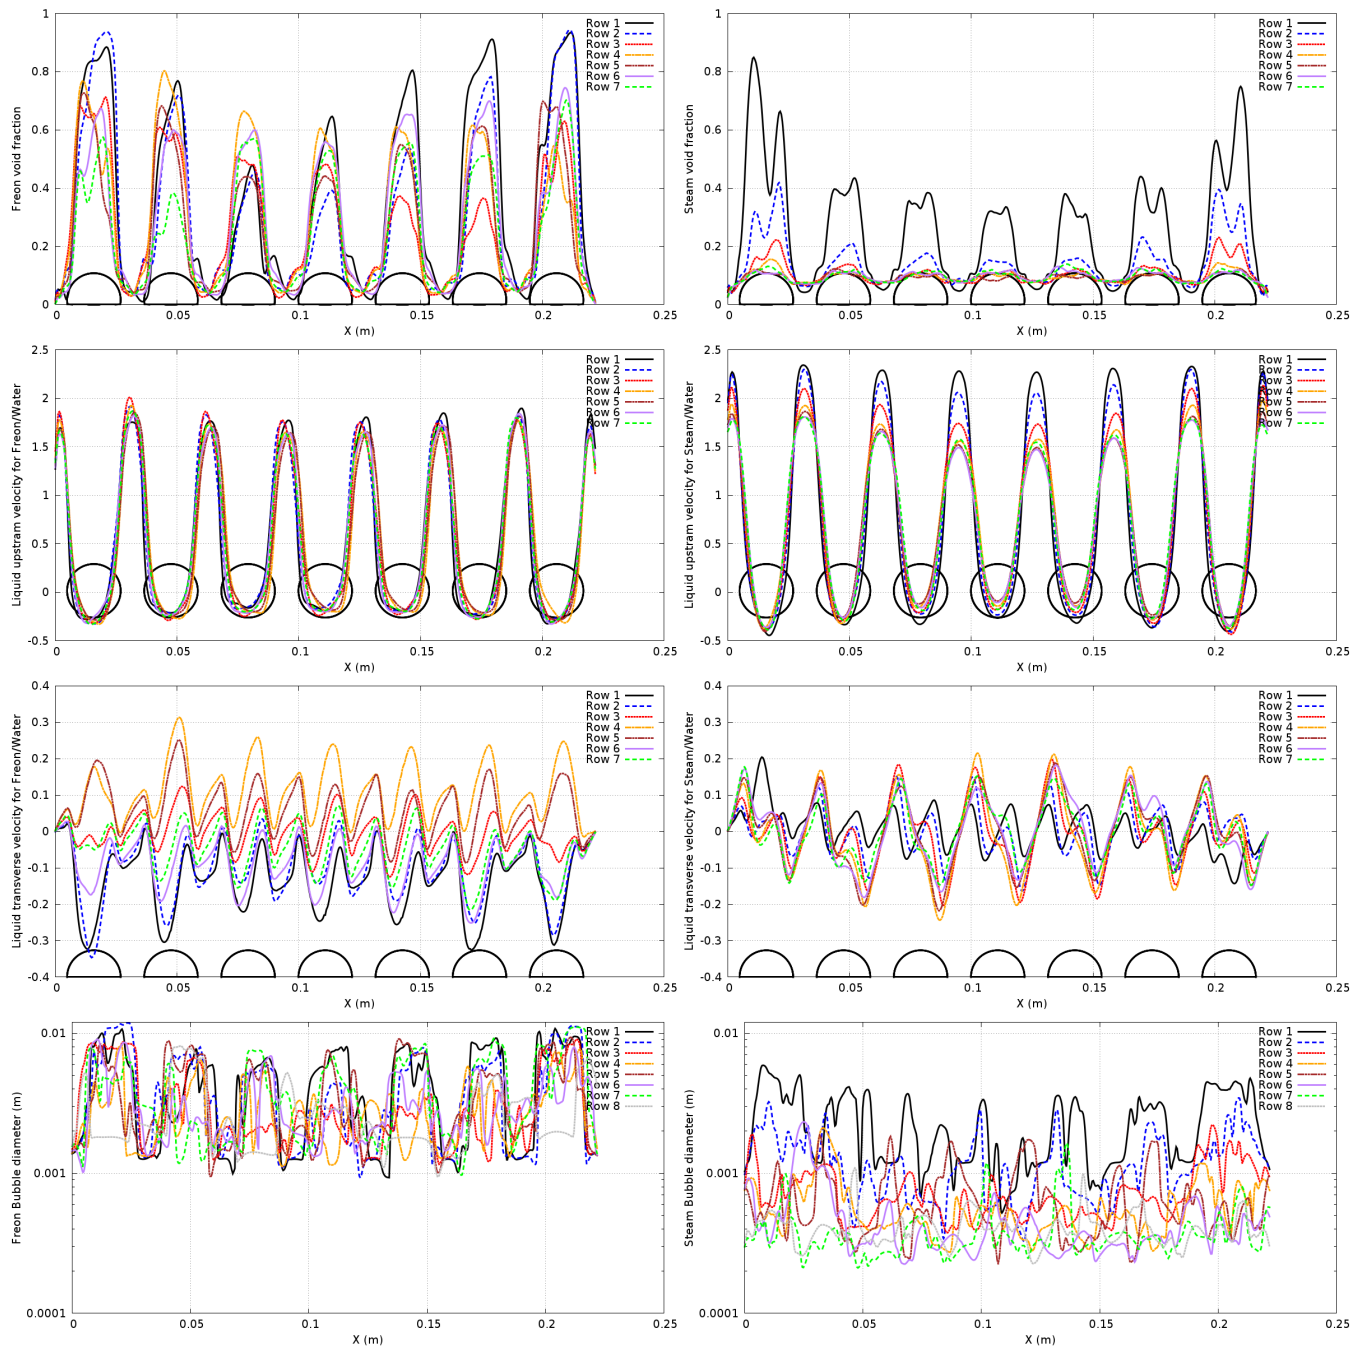 Freon void fraction
1
0.8
0.6
0.4
0.2
0
0 0.05 0.1 0.15 0.2 0.25
X (m)
Row 1
Row 2
Row 3
Row 4
Row 5
Row 6
Row 7
Steam void fraction
1
0.8
0.6
0.4
0.2
0
0 0.05 0.1 0.15 0.2 0.25
X (m)
Row 1
Row 2
Row 3
Row 4
Row 5
Row 6
Row 7
Liquid upstram velocity for Freon/Water
2.5
2
1.5
1
0.5
0
-0.5
0 0.05 0.1 0.15 0.2 0.25
X (m)
Row 1
Row 2
Row 3
Row 4
Row 5
Row 6
Row 7
Liquid upstram velocity for Steam/Water
2.5
2
1.5
1
0.5
0
-0.5
0 0.05 0.1 0.15 0.2 0.25
X (m)
Row 1
Row 2
Row 3
Row 4
Row 5
Row 6
Row 7
Liquid transverse velocity for Freon/Water
0.4
0.3
0.2
0.1
0
-0.1
-0.2
-0.3
-0.4
0 0.05 0.1 0.15 0.2 0.25
X (m)
Row 1
Row 2
Row 3
Row 4
Row 5
Row 6
Row 7
Liquid transverse velocity for Steam/Water
0.4
0.3
0.2
0.1
0
-0.1
-0.2
-0.3
-0.4
0 0.05 0.1 0.15 0.2 0.25
X (m)
Row 1
Row 2
Row 3
Row 4
Row 5
Row 6
Row 7
Freon Bubble diameter (m)
0.01
0.001
0.0001
0 0.05 0.1 0.15 0.2 0.25
X (m)
Row 1
Row 2
Row 3
Row 4
Row 5
Row 6
Row 7
Row 8
Steam Bubble diameter (m)
0.01
0.001
0.0001
0 0.05 0.1 0.15 0.2 0.25
X (m)
Row 1
Row 2
Row 3
Row 4
Row 5
Row 6
Row 7
Row 8